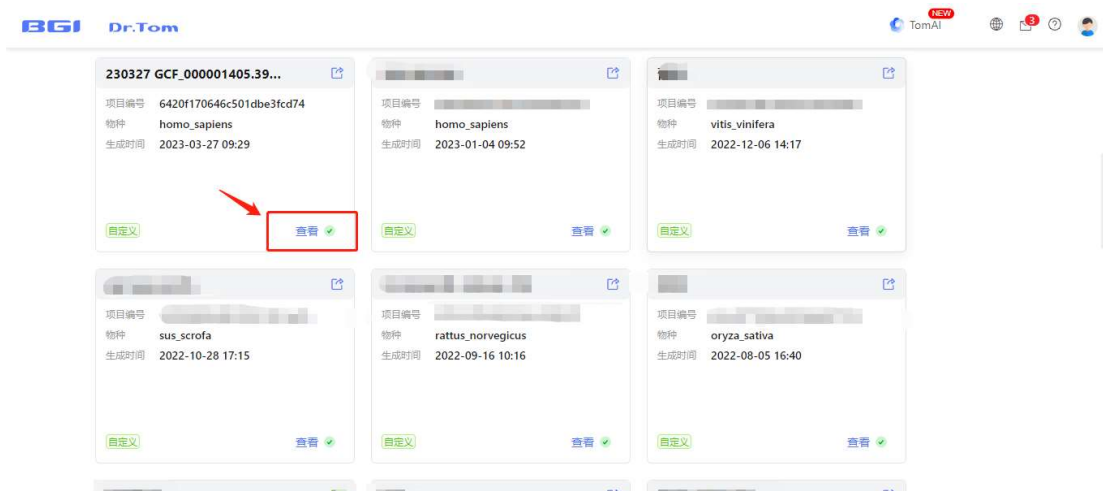 BGI Dr.Tom NEW TomAI 3
230327 GCF_000001405.39...
项目编号 6420f170646c501dbe3fcd74
物种 homo_sapiens
生成时间 2023-03-27 09:29
自定义 查看
项目编号
物种 homo_sapiens
生成时间 2023-01-04 09:52
自定义 查看
项目编号
物种 vitis_vinifera
生成时间 2022-12-06 14:17
自定义 查看
项目编号
物种 sus_scrofa
生成时间 2022-10-28 17:15
自定义 查看
项目编号
物种 rattus_norvegicus
生成时间 2022-09-16 10:16
自定义 查看
项目编号
物种 oryza_sativa
生成时间 2022-08-05 16:40
自定义 查看